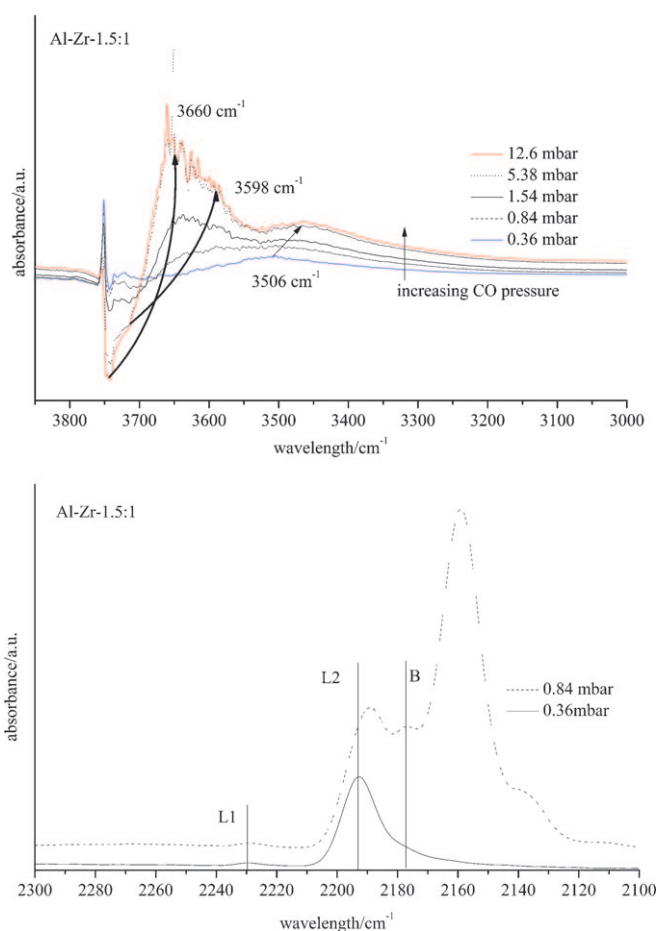 Al-Zr-1.5:1
3660 cm⁻¹
3598 cm⁻¹
3506 cm⁻¹
12.6 mbar
5.38 mbar
1.54 mbar
0.84 mbar
0.36 mbar
increasing CO pressure
absorbance/a.u.
3800 3700 3600 3500 3400 3300 3200 3100 3000
wavelength/cm⁻¹
Al-Zr-1.5:1
L1
L2
B
0.84 mbar
0.36mbar
absorbance/a.u.
2300 2280 2260 2240 2220 2200 2180 2160 2140 2120 2100
wavelength/cm⁻¹